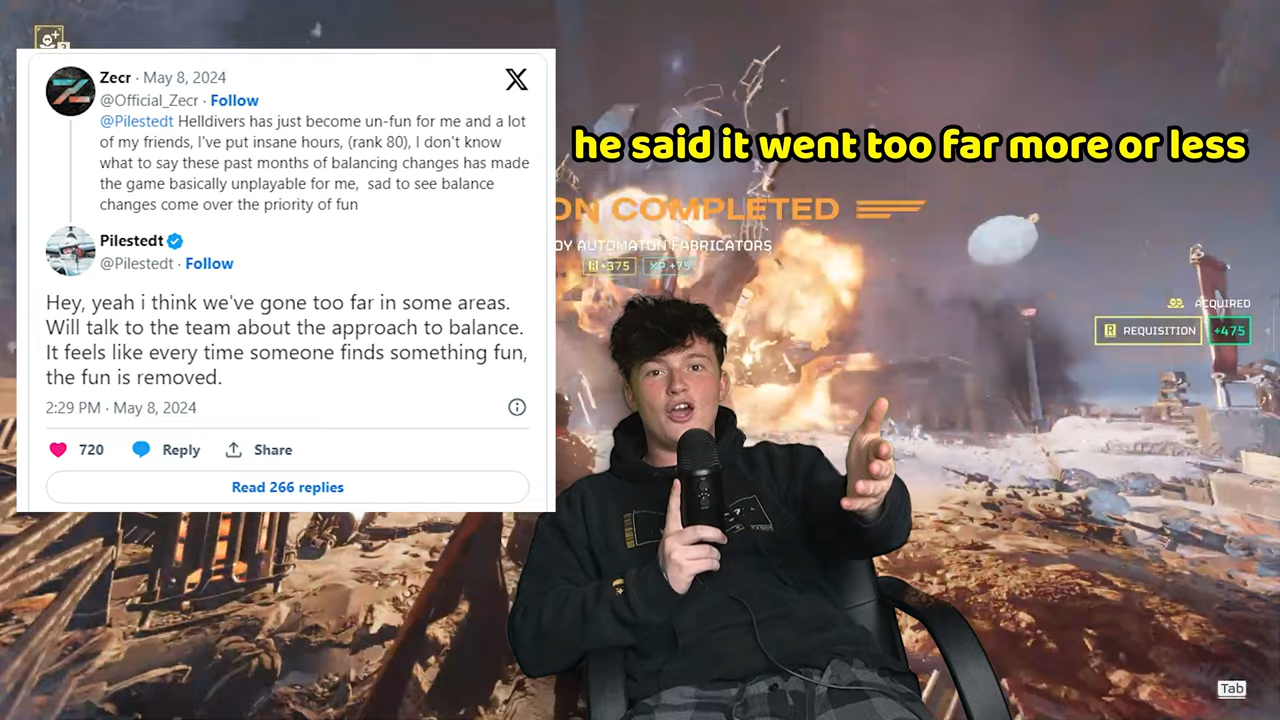 Zecr · May 8, 2024
@Official_Zecr · Follow
@Pilestedt Helldivers has just become un-fun for me and a lot
of my friends, I've put insane hours, (rank 80), I don't know
what to say these past months of balancing changes has made
the game basically unplayable for me, sad to see balance
changes come over the priority of fun
Pilestedt
@Pilestedt · Follow
Hey, yeah i think we've gone too far in some areas.
Will talk to the team about the approach to balance.
It feels like every time someone finds something fun,
the fun is removed.
2:29 PM · May 8, 2024
720 Reply Share
Read 266 replies
he said it went too far more or less
ON COMPLETED
OY AUTOMATON FABRICATORS
R +375 XP +75
ACQUIRED
R REQUISITION +475
Tab